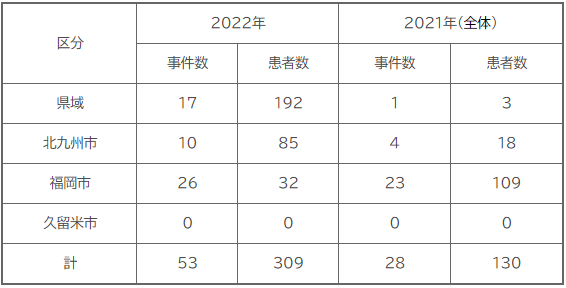 区分 2022年 2021年(全体)
事件数 患者数 事件数 患者数
県域 17 192 1 3
北九州市 10 85 4 18
福岡市 26 32 23 109
久留米市 0 0 0 0
計 53 309 28 130